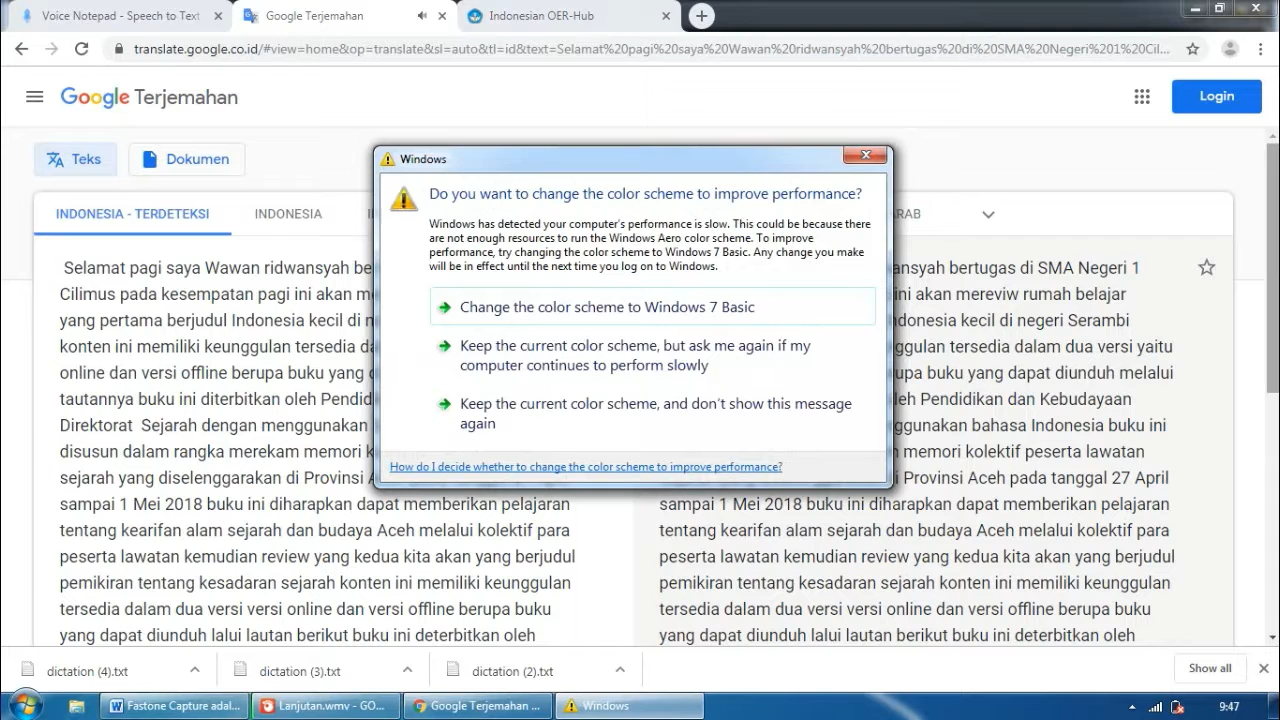 Voice Notepad - Speech to Text
Google Terjemahan
Indonesian OER-Hub
translate.google.co.id/#view=home&op=translate&sl=auto&tl=id&text=Selamat%20pagi%20saya%20Wawan%20ridwansyah%20bertugas%20di%20SMA%20Negeri%201%20Cil...
Google Terjemahan
Login
Teks
Dokumen
INDONESIA - TERDETEKSI
INDONESIA
Selamat pagi saya Wawan ridwansyah be
Cilimus pada kesempatan pagi ini akan m
yang pertama berjudul Indonesia kecil di n
konten ini memiliki keunggulan tersedia da
online dan versi offline berupa buku yang d
tautannya buku ini diterbitkan oleh Pendidi
Direktorat Sejarah dengan menggunakan
disusun dalam rangka merekam memori k
sejarah yang diselenggarakan di Provinsi A
sampai 1 Mei 2018 buku ini diharapkan dapat memberikan pelajaran
tentang kearifan alam sejarah dan budaya Aceh melalui kolektif para
peserta lawatan kemudian review yang kedua kita akan yang berjudul
pemikiran tentang kesadaran sejarah konten ini memiliki keunggulan
tersedia dalam dua versi versi online dan versi offline berupa buku
yang dapat diunduh lalui lautan berikut buku ini deterbitkan oleh
Windows
Do you want to change the color scheme to improve performance?
Windows has detected your computer's performance is slow. This could be because there
are not enough resources to run the Windows Aero color scheme. To improve
performance, try changing the color scheme to Windows 7 Basic. Any change you make
will be in effect until the next time you log on to Windows.
Change the color scheme to Windows 7 Basic
Keep the current color scheme, but ask me again if my
computer continues to perform slowly
Keep the current color scheme, and don't show this message
again
How do I decide whether to change the color scheme to improve performance?
ARAB
ansyah bertugas di SMA Negeri 1
ini akan mereviw rumah belajar
donesia kecil di negeri Serambi
ggulan tersedia dalam dua versi yaitu
upa buku yang dapat diunduh melalui
eh Pendidikan dan Kebudayaan
ggunakan bahasa Indonesia buku ini
m memori kolektif peserta lawatan
Provinsi Aceh pada tanggal 27 April
sampai 1 Mei 2018 buku ini diharapkan dapat memberikan pelajaran
tentang kearifan alam sejarah dan budaya Aceh melalui kolektif para
peserta lawatan kemudian review yang kedua kita akan yang berjudul
pemikiran tentang kesadaran sejarah konten ini memiliki keunggulan
tersedia dalam dua versi versi online dan versi offline berupa buku
yang dapat diunduh lalui lautan berikut buku ini deterbitkan oleh
dictation (4).txt
dictation (3).txt
dictation (2).txt
Show all
Fastone Capture adal...
Lanjutan.wmv - GO...
Google Terjemahan ...
Windows
9:47